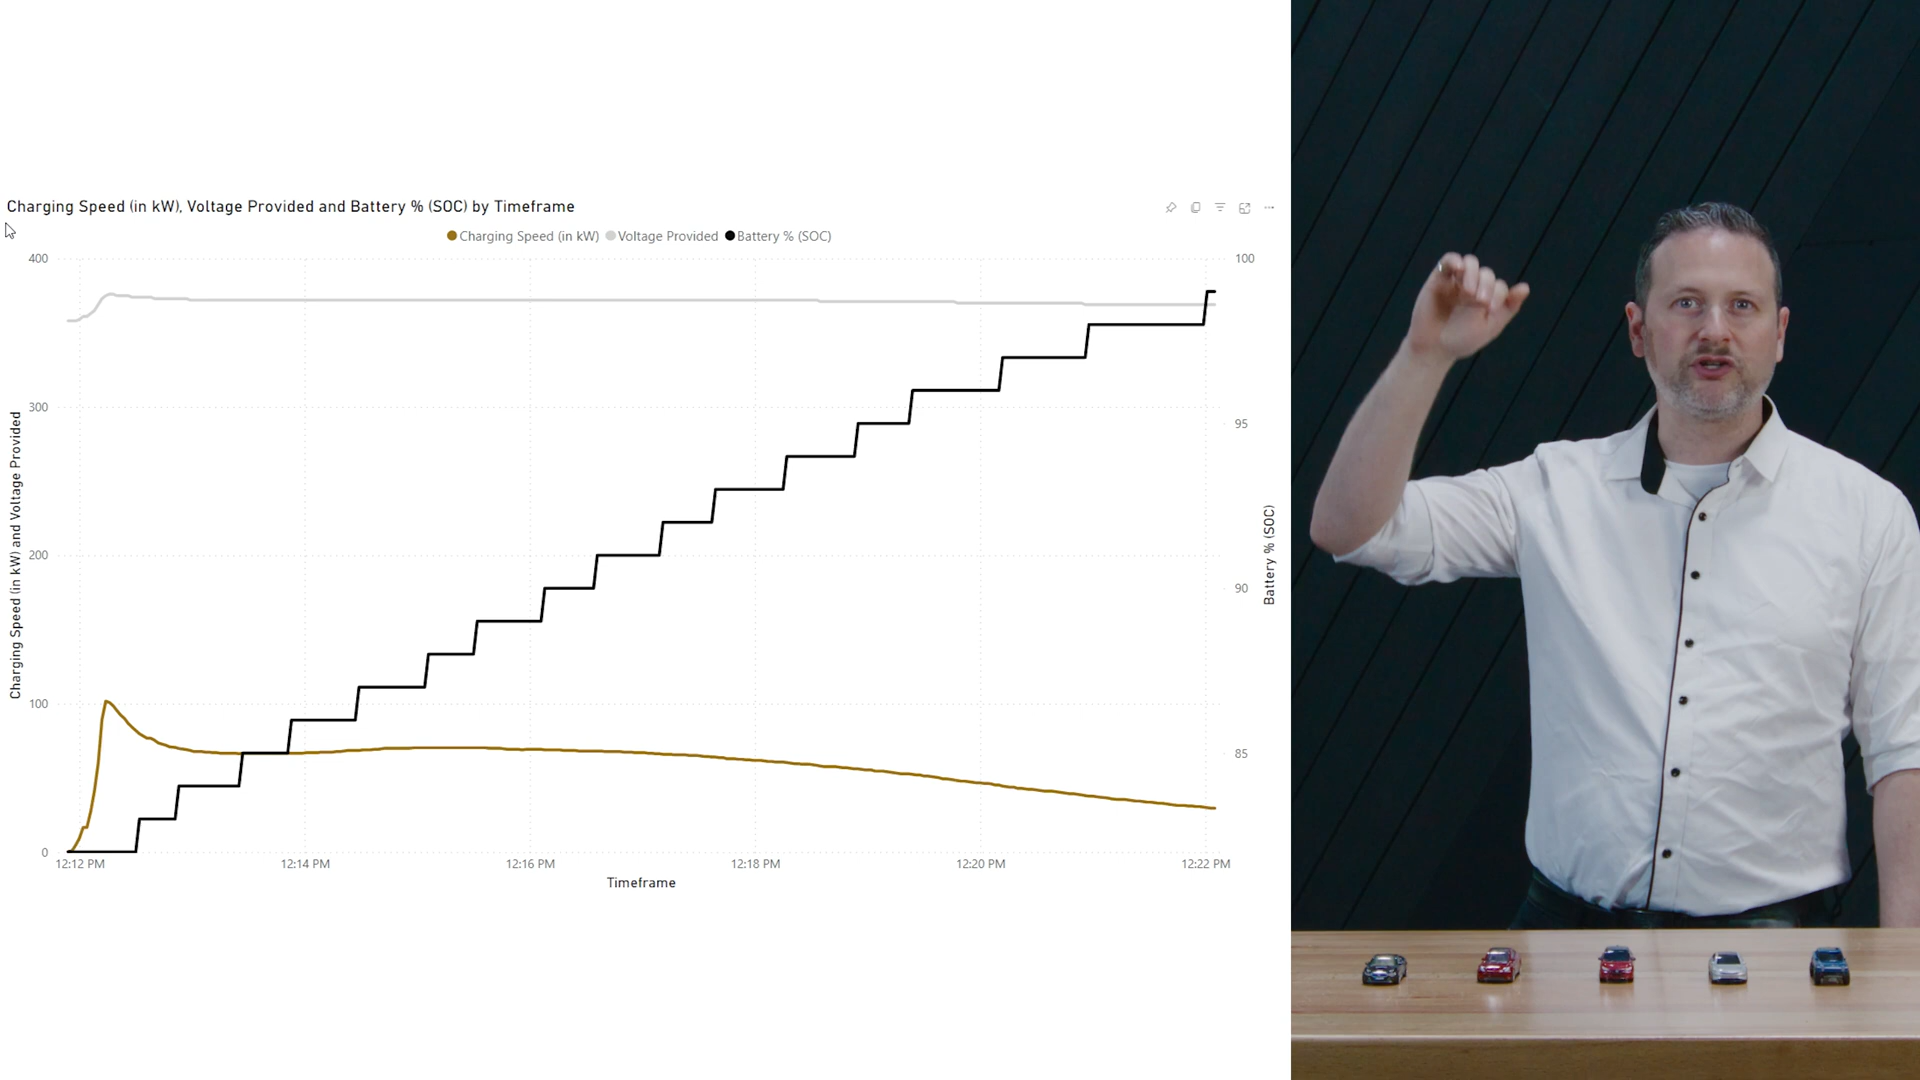 Charging Speed (in kW), Voltage Provided and Battery % (SOC) by Timeframe
Charging Speed (in kW) Voltage Provided Battery % (SOC)
400
300
200
100
0
Charging Speed (in kW) and Voltage Provided
100
95
90
85
Battery % (SOC)
12:12 PM 12:14 PM 12:16 PM 12:18 PM 12:20 PM 12:22 PM
Timeframe